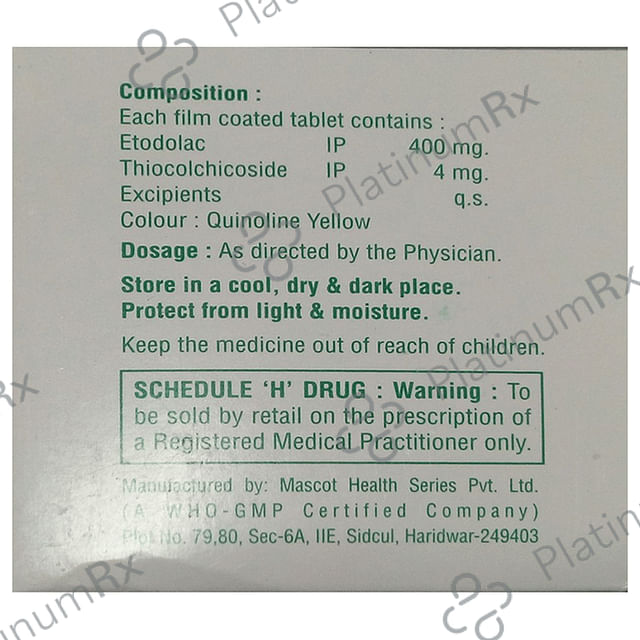 PlatinumRx
Composition :
Each film coated tablet contains :
Etodolac IP 400 mg.
Thiocolchicoside IP 4 mg.
Excipients q.s.
Colour : Quinoline Yellow
Dosage : As directed by the Physician.
Store in a cool, dry & dark place.
Protect from light & moisture.
Keep the medicine out of reach of children.
SCHEDULE 'H' DRUG : Warning : To
be sold by retail on the prescription of
a Registered Medical Practitioner only.
Manufactured by: Mascot Health Series Pvt. Ltd.
(A WHO-GMP Certified Company)
Plot No. 79,80, Sec-6A, IIE, Sidcul, Haridwar-249403